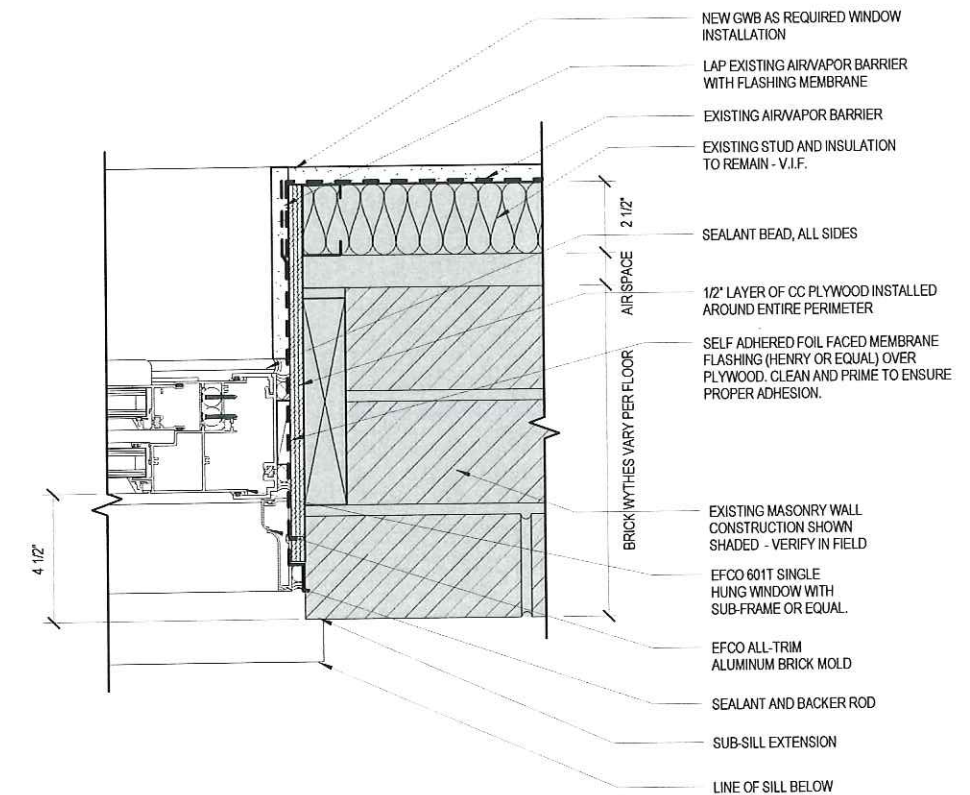 NEW GWB AS REQUIRED WINDOW
INSTALLATION
LAP EXISTING AIR/VAPOR BARRIER
WITH FLASHING MEMBRANE
EXISTING AIR/VAPOR BARRIER
EXISTING STUD AND INSULATION
TO REMAIN - V.I.F.
2 1/2"
AIR SPACE
BRICK WYTHES VARY PER FLOOR
SEALANT BEAD, ALL SIDES
1/2" LAYER OF CC PLYWOOD INSTALLED
AROUND ENTIRE PERIMETER
SELF ADHERED FOIL FACED MEMBRANE
FLASHING (HENRY OR EQUAL) OVER
PLYWOOD. CLEAN AND PRIME TO ENSURE
PROPER ADHESION.
4 1/2"
EXISTING MASONRY WALL
CONSTRUCTION SHOWN
SHADED - VERIFY IN FIELD
EFCO 601T SINGLE
HUNG WINDOW WITH
SUB-FRAME OR EQUAL.
EFCO ALL-TRIM
ALUMINUM BRICK MOLD
SEALANT AND BACKER ROD
SUB-SILL EXTENSION
LINE OF SILL BELOW